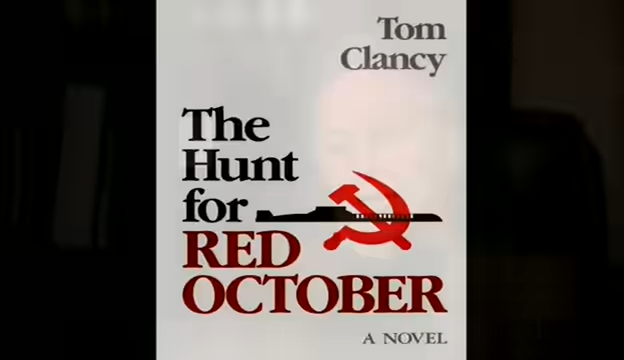 Tom
Clancy
The
Hunt
for
RED
OCTOBER
A NOVEL